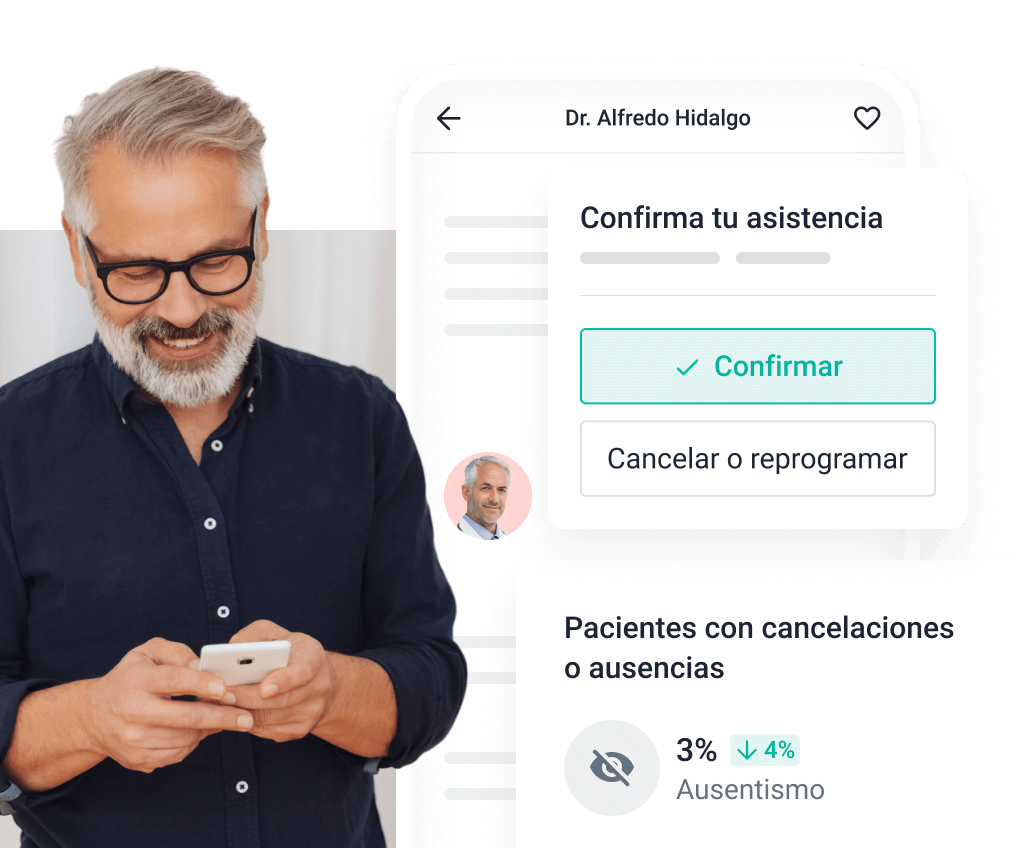 Dr. Alfredo Hidalgo
Confirma tu asistencia
Confirmar
Cancelar o reprogramar
Pacientes con cancelaciones
o ausencias
3% ↓ 4%
Ausentismo